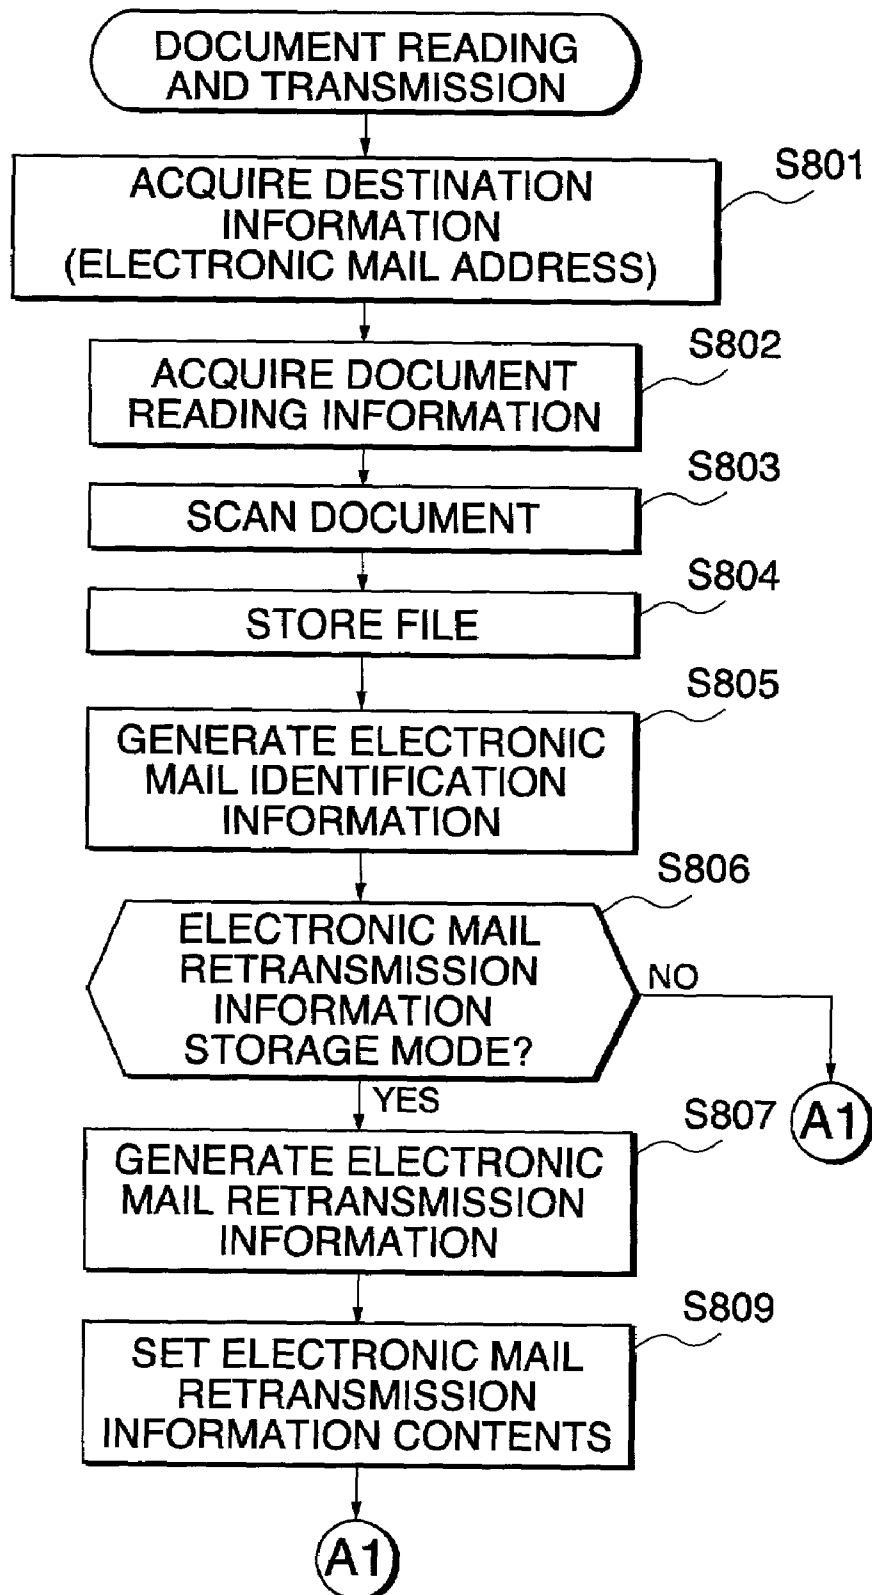 DOCUMENT READING
AND TRANSMISSION
S801
ACQUIRE DESTINATION
INFORMATION
(ELECTRONIC MAIL ADDRESS)
S802
ACQUIRE DOCUMENT
READING INFORMATION
S803
SCAN DOCUMENT
S804
STORE FILE
S805
GENERATE ELECTRONIC
MAIL IDENTIFICATION
INFORMATION
S806
ELECTRONIC MAIL
RETRANSMISSION
INFORMATION
STORAGE MODE?
NO
A1
YES
S807
GENERATE ELECTRONIC
MAIL RETRANSMISSION
INFORMATION
S809
SET ELECTRONIC MAIL
RETRANSMISSION
INFORMATION CONTENTS
A1